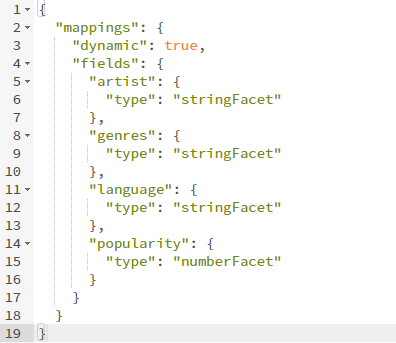 1 {
2   "mappings": {
3     "dynamic": true,
4     "fields": {
5       "artist": {
6         "type": "stringFacet"
7       },
8       "genres": {
9         "type": "stringFacet"
10       },
11       "language": {
12         "type": "stringFacet"
13       },
14       "popularity": {
15         "type": "numberFacet"
16       }
17     }
18   }
19 }